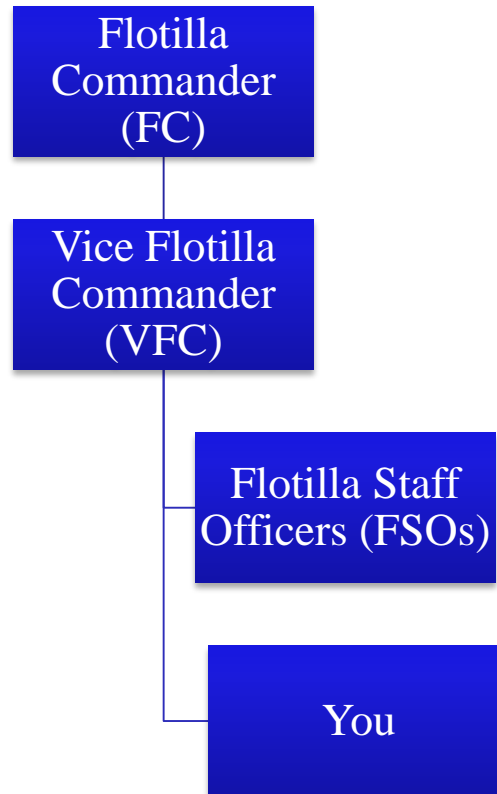 Flotilla
Commander
(FC)
Vice Flotilla
Commander
(VFC)
Flotilla Staff
Officers (FSOs)
You